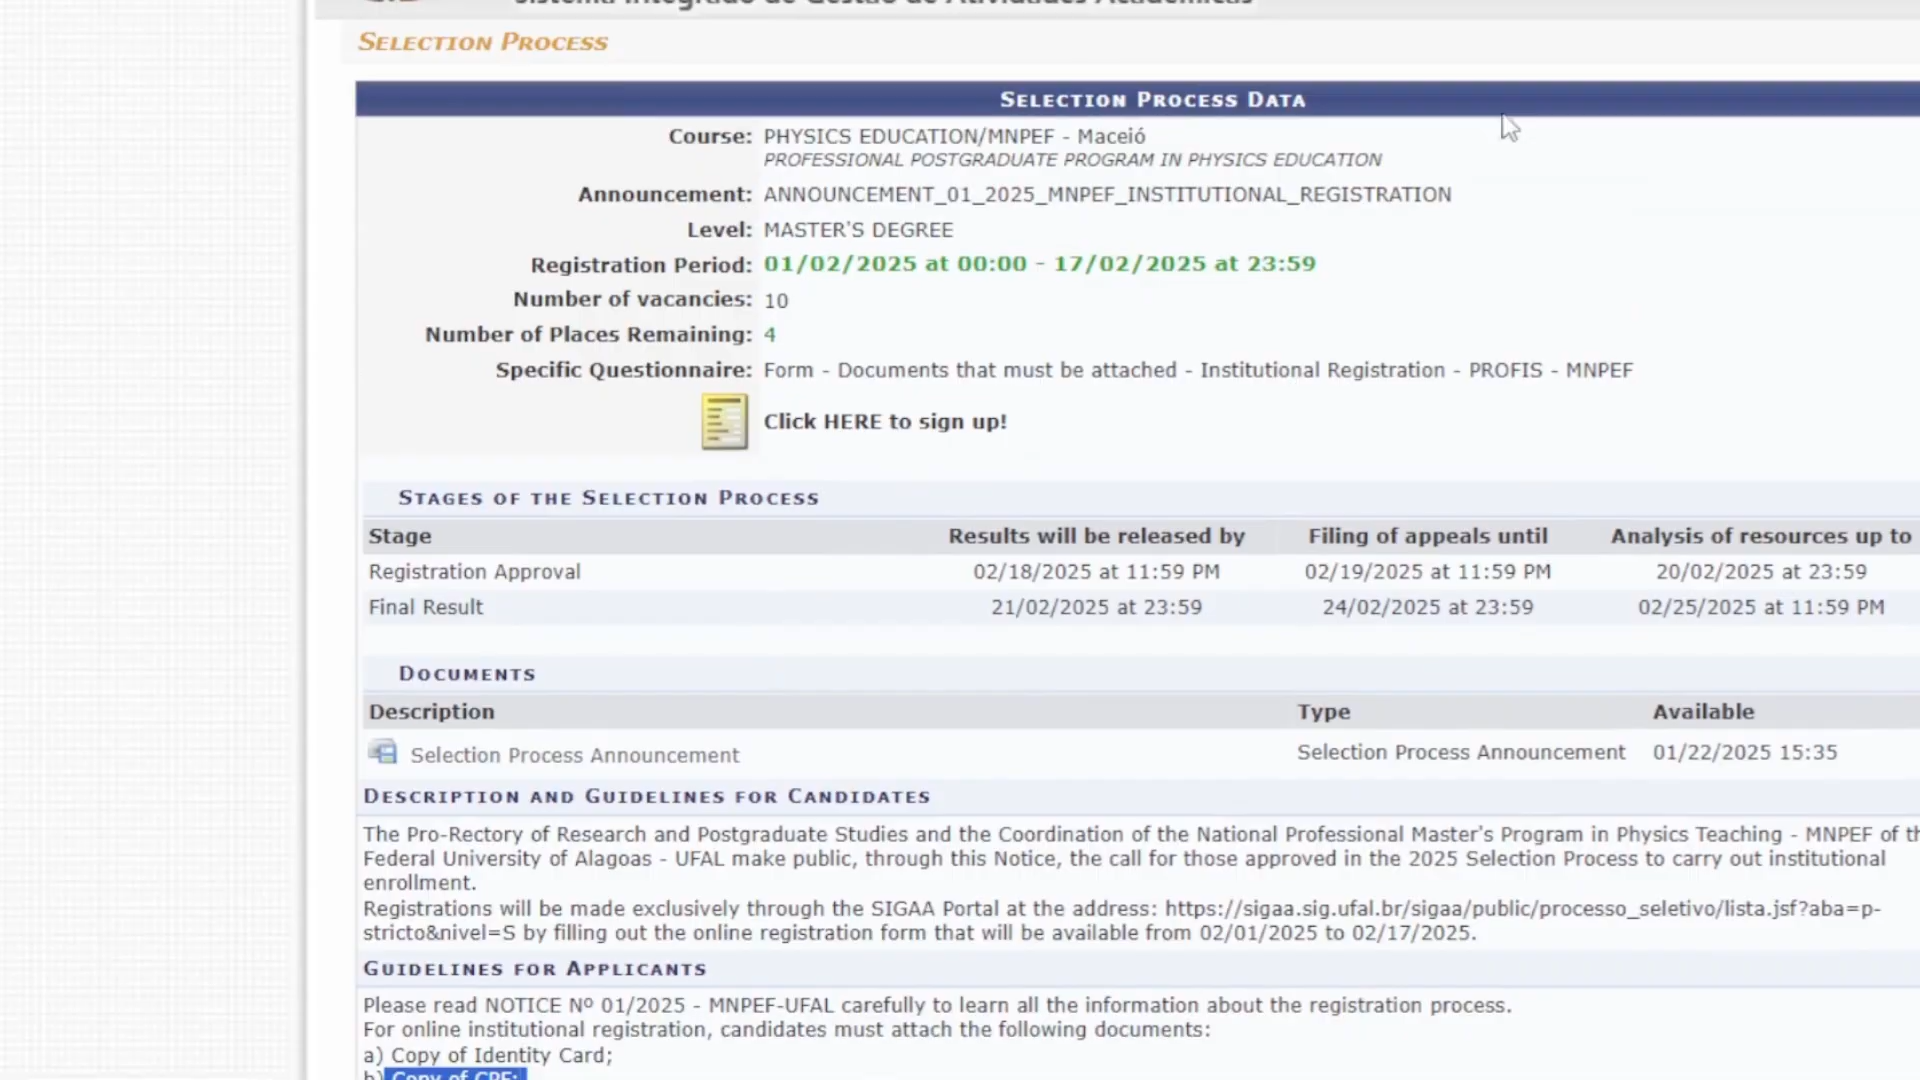 Sistema Integrado de Gestão de Atividades Acadêmicas
SELECTION PROCESS
SELECTION PROCESS DATA
Course: PHYSICS EDUCATION/MNPEF - Maceió
PROFESSIONAL POSTGRADUATE PROGRAM IN PHYSICS EDUCATION
Announcement: ANNOUNCEMENT_01_2025_MNPEF_INSTITUTIONAL_REGISTRATION
Level: MASTER'S DEGREE
Registration Period: 01/02/2025 at 00:00 - 17/02/2025 at 23:59
Number of vacancies: 10
Number of Places Remaining: 4
Specific Questionnaire: Form - Documents that must be attached - Institutional Registration - PROFIS - MNPEF
Click HERE to sign up!
STAGES OF THE SELECTION PROCESS
Stage Results will be released by Filing of appeals until Analysis of resources up to
Registration Approval 02/18/2025 at 11:59 PM 02/19/2025 at 11:59 PM 20/02/2025 at 23:59
Final Result 21/02/2025 at 23:59 24/02/2025 at 23:59 02/25/2025 at 11:59 PM
DOCUMENTS
Description Type Available
Selection Process Announcement Selection Process Announcement 01/22/2025 15:35
DESCRIPTION AND GUIDELINES FOR CANDIDATES
The Pro-Rectory of Research and Postgraduate Studies and the Coordination of the National Professional Master's Program in Physics Teaching - MNPEF of th
Federal University of Alagoas - UFAL make public, through this Notice, the call for those approved in the 2025 Selection Process to carry out institutional
enrollment.
Registrations will be made exclusively through the SIGAA Portal at the address: https://sigaa.sig.ufal.br/sigaa/public/processo_seletivo/lista.jsf?aba=p-
stricto&nivel=S by filling out the online registration form that will be available from 02/01/2025 to 02/17/2025.
GUIDELINES FOR APPLICANTS
Please read NOTICE Nº 01/2025 - MNPEF-UFAL carefully to learn all the information about the registration process.
For online institutional registration, candidates must attach the following documents:
a) Copy of Identity Card;
b) Copy of CPF;